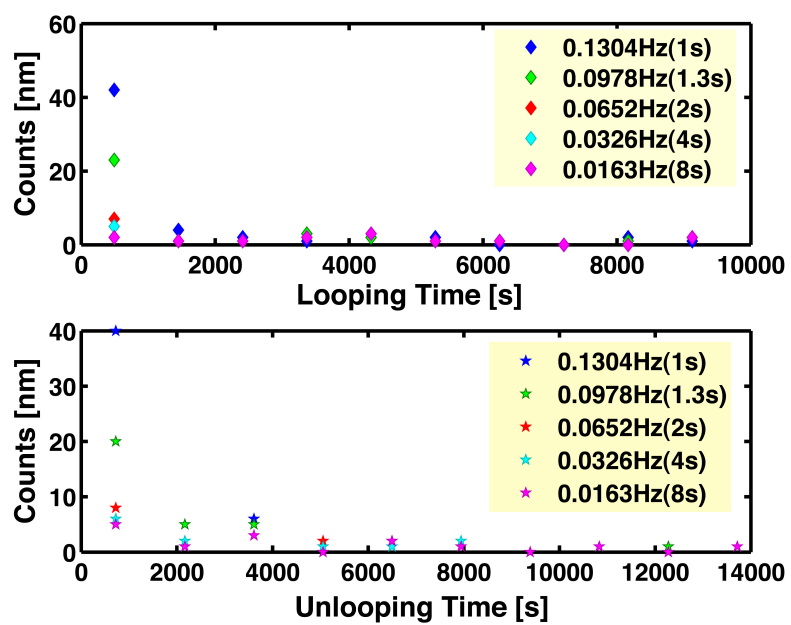 60
40
20
0
Counts [nm]
0.1304Hz(1s)
0.0978Hz(1.3s)
0.0652Hz(2s)
0.0326Hz(4s)
0.0163Hz(8s)
0 2000 4000 6000 8000 10000
Looping Time [s]
40
30
20
10
0
Counts [nm]
0.1304Hz(1s)
0.0978Hz(1.3s)
0.0652Hz(2s)
0.0326Hz(4s)
0.0163Hz(8s)
0 2000 4000 6000 8000 10000 12000 14000
Unlooping Time [s]